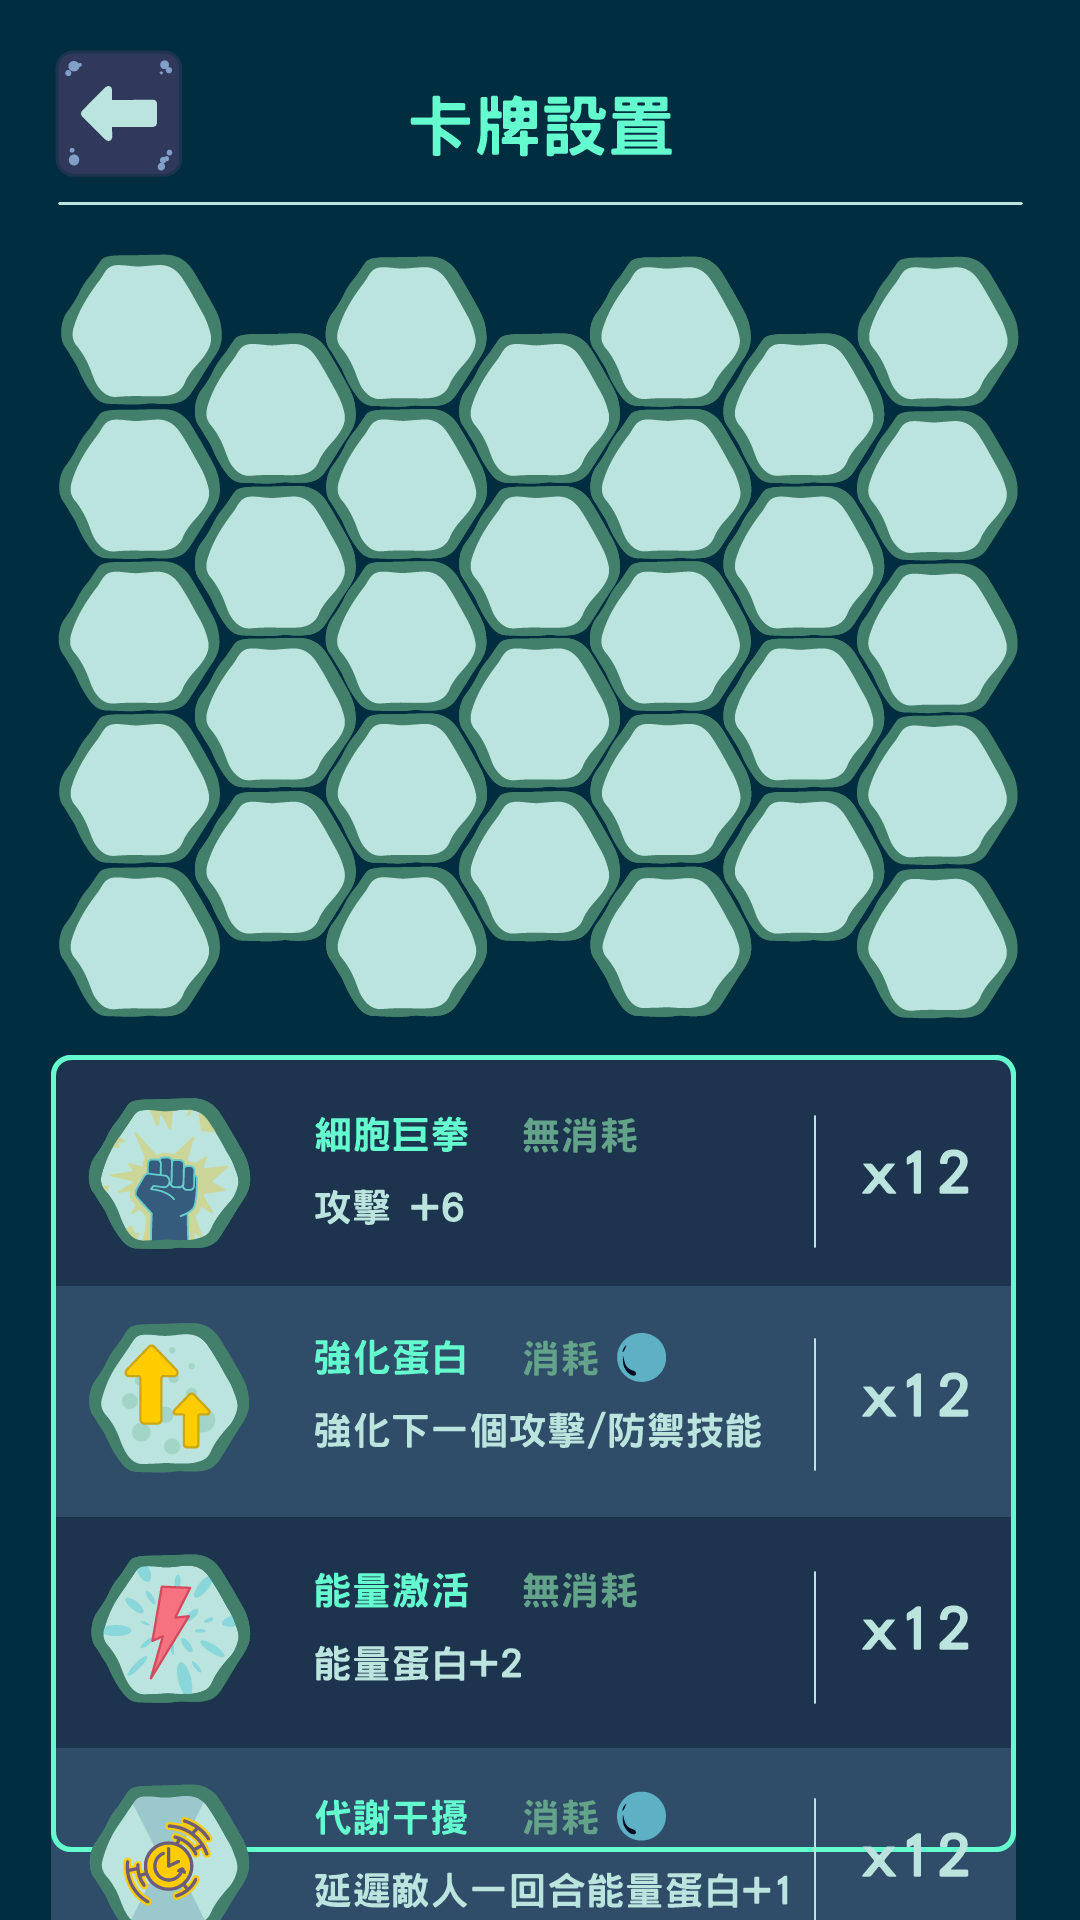 卡牌設置
細胞巨拳 無消耗
攻擊 +6
x12
強化蛋白 消耗
強化下一個攻擊/防禦技能
x12
能量激活 無消耗
能量蛋白+2
x12
代謝干擾 消耗
延遲敵人一回合能量蛋白+1
x12